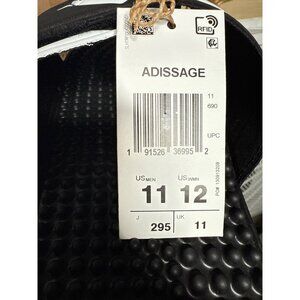 RFID
ADISSAGE
11
690
UPC
1 91526 36995 2
US MEN US WMN
11 12
J UK
295 11